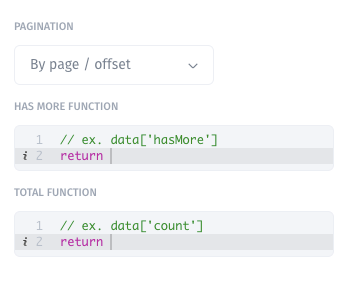 PAGINATION
By page / offset
HAS MORE FUNCTION
1 // ex. data['hasMore']
i 2 return
TOTAL FUNCTION
1 // ex. data['count']
i 2 return